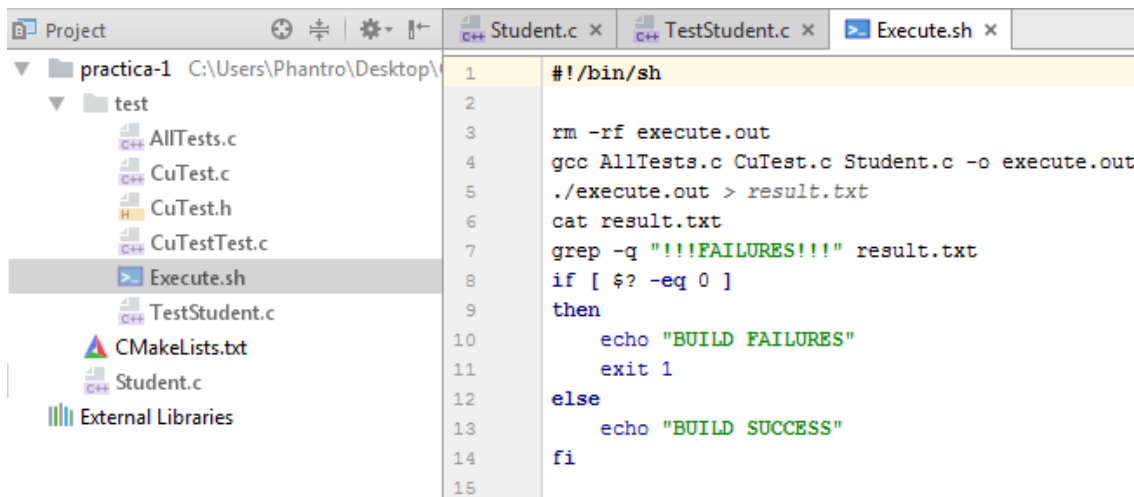 Project
Student.c
TestStudent.c
Execute.sh
practica-1 C:\Users\Phantro\Desktop\
test
AllTests.c
CuTest.c
CuTest.h
CuTestTest.c
Execute.sh
TestStudent.c
CMakeLists.txt
Student.c
External Libraries
1 #!/bin/sh
2
3 rm -rf execute.out
4 gcc AllTests.c CuTest.c Student.c -o execute.out
5 ./execute.out > result.txt
6 cat result.txt
7 grep -q "!!!FAILURES!!!" result.txt
8 if [ $? -eq 0 ]
9 then
10 echo "BUILD FAILURES"
11 exit 1
12 else
13 echo "BUILD SUCCESS"
14 fi
15